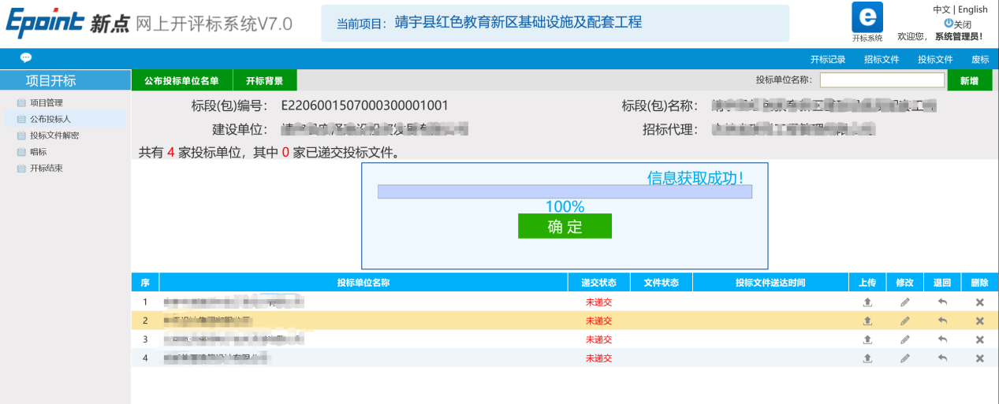 Epoint 新点 网上开评标系统V7.0
当前项目：靖宇县红色教育新区基础设施及配套工程
e
开标系统
中文 | English
关闭
欢迎您， 系统管理员！
开标记录 招标文件 投标文件 废标
项目开标
项目管理
公布投标人
投标文件解密
唱标
开标结束
公布投标单位名单 开标背景
投标单位名称： 新增
标段(包)编号： E2206001507000300001001
标段(包)名称：
建设单位：
招标代理：
共有 4 家投标单位，其中 0 家已递交投标文件。
信息获取成功！
100%
确 定
序 投标单位名称 递交状态 文件状态 投标文件送达时间 上传 修改 退回 删除
1 未递交
2 未递交
3 未递交
4 未递交